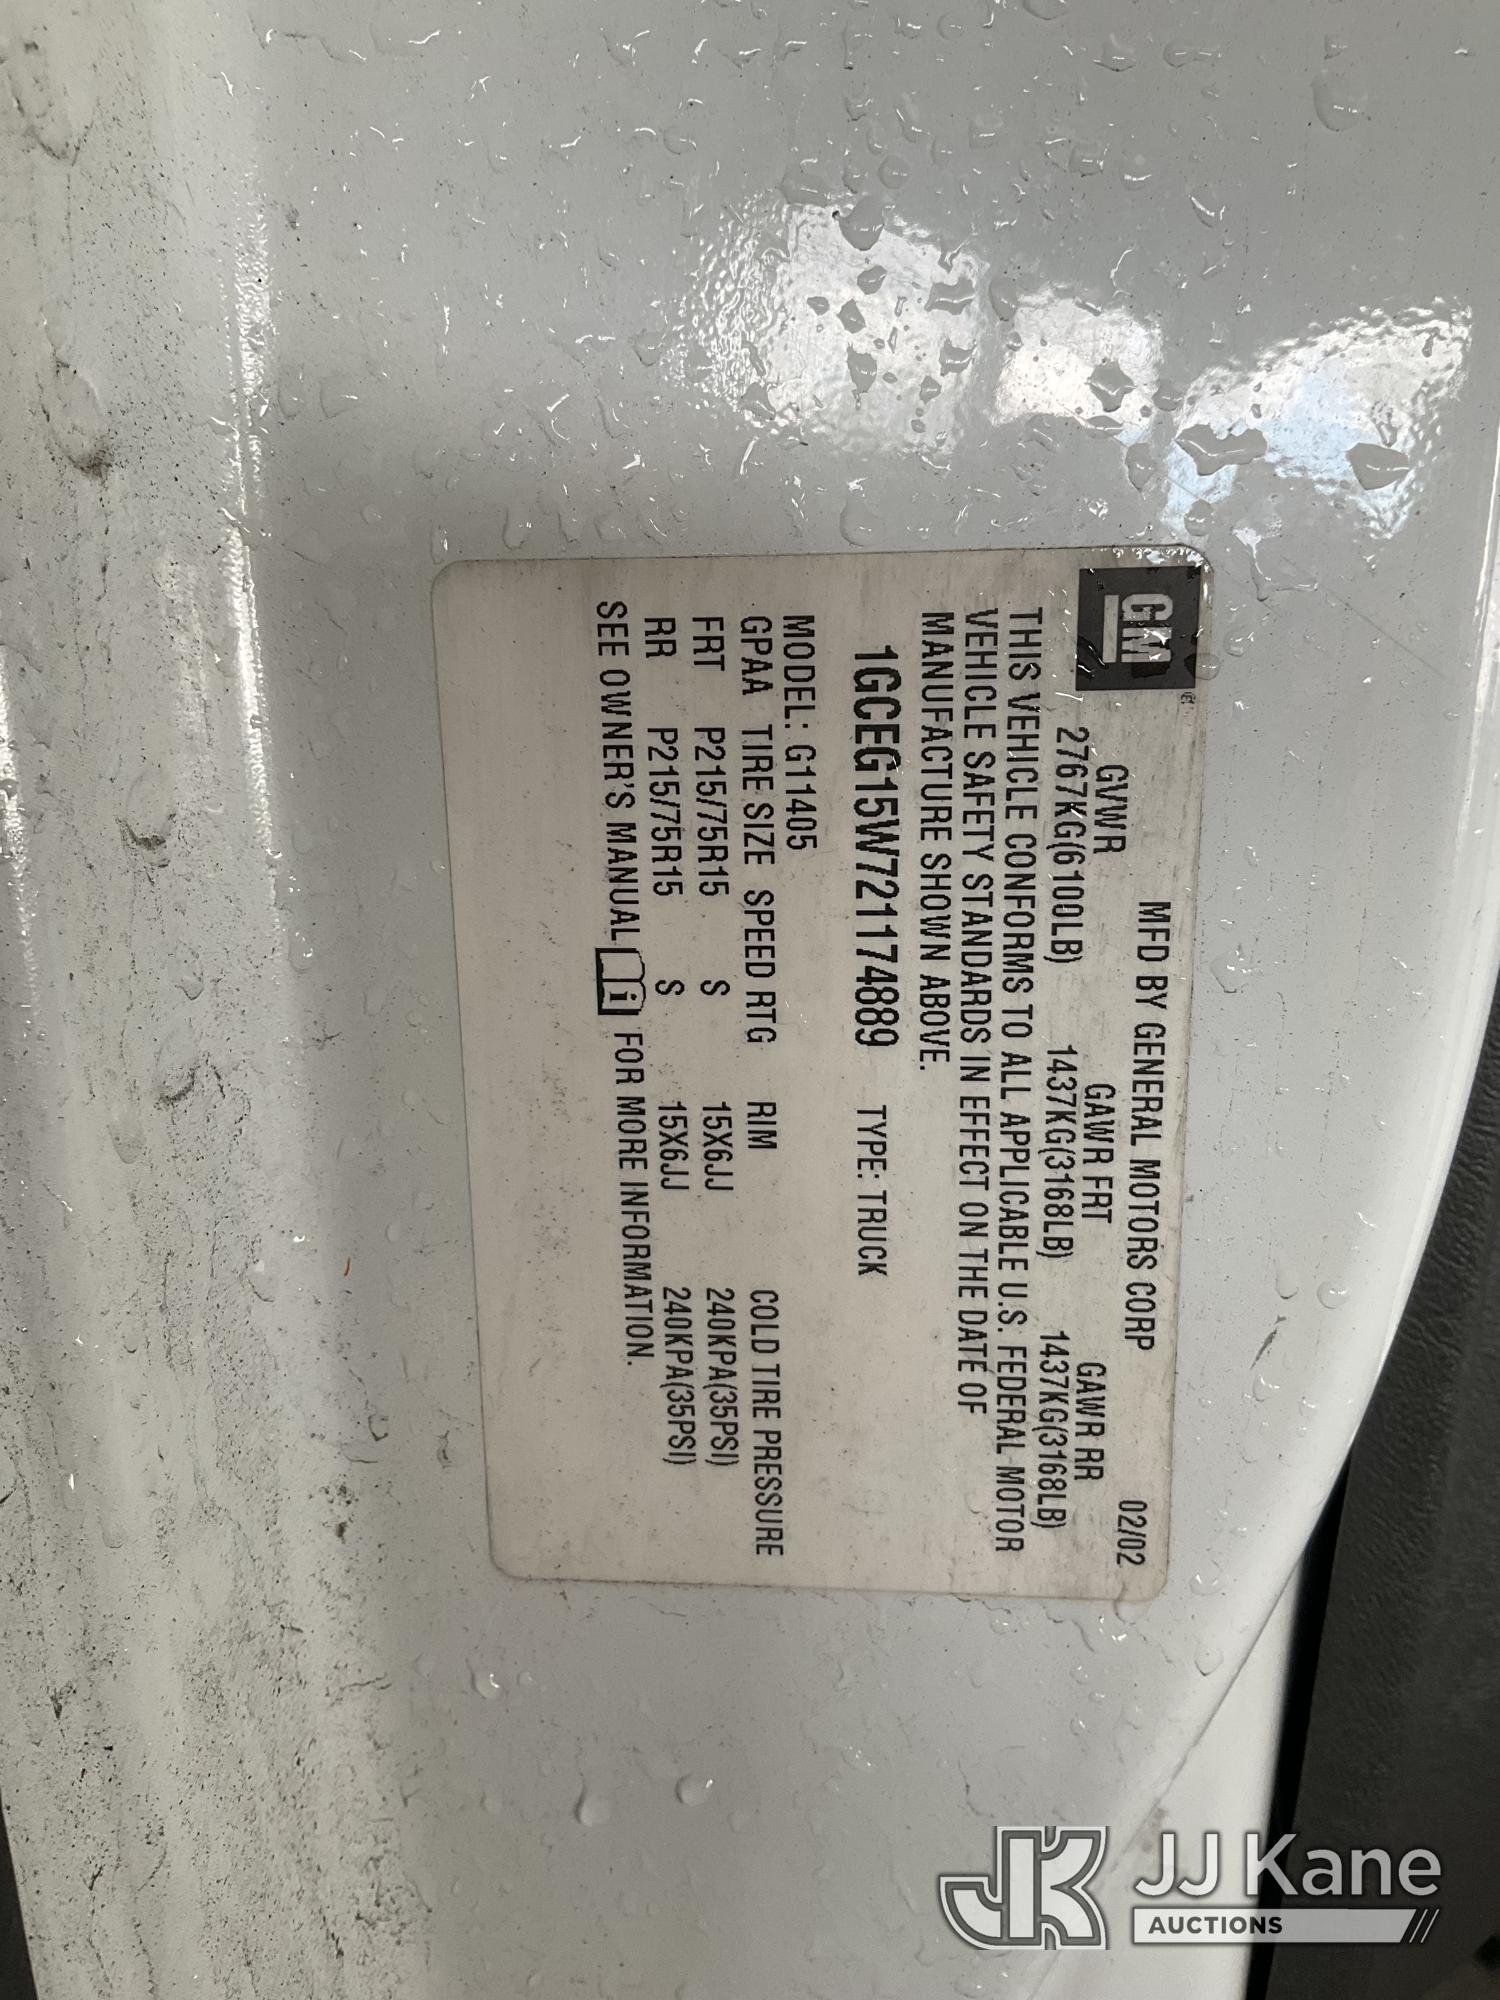 GM®
MFD BY GENERAL MOTORS CORP 02/02
GVWR GAWR FRT GAWR RR
2767KG(6100LB) 1437KG(3168LB) 1437KG(3168LB)
THIS VEHICLE CONFORMS TO ALL APPLICABLE U.S. FEDERAL MOTOR
VEHICLE SAFETY STANDARDS IN EFFECT ON THE DATE OF
MANUFACTURE SHOWN ABOVE.
1GCEG15W721174889 TYPE: TRUCK
MODEL: G11405
GPAA TIRE SIZE SPEED RTG RIM COLD TIRE PRESSURE
FRT P215/75R15 S 15X6JJ 240KPA(35PSI)
RR P215/75R15 S 15X6JJ 240KPA(35PSI)
SEE OWNER'S MANUAL i FOR MORE INFORMATION.
JK JJ Kane
AUCTIONS